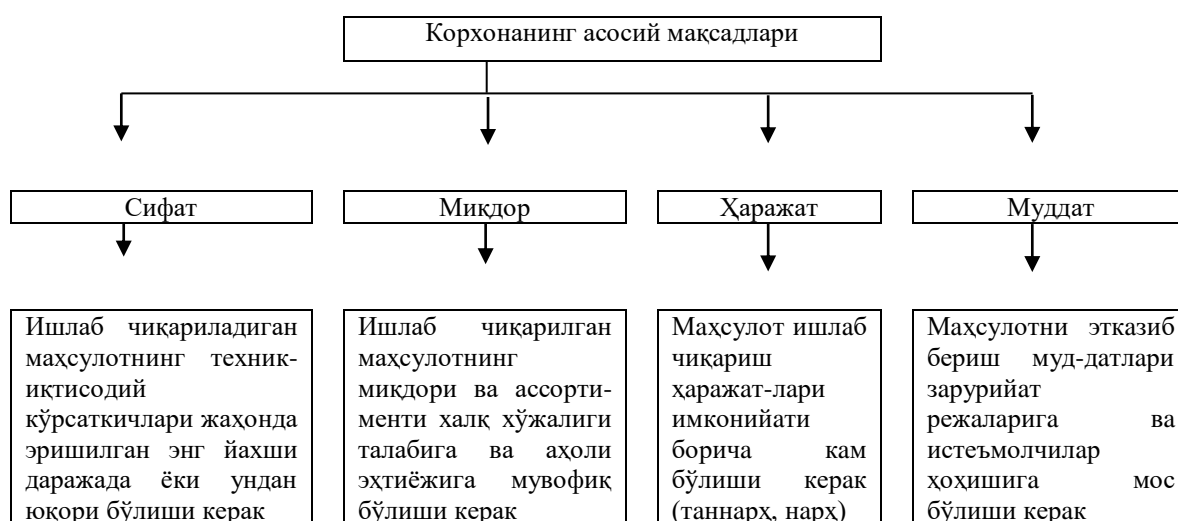 Корхонанинг асосий мақсадлари
Сифат
Миқдор
Ҳаражат
Муддат
Ишлаб чиқариладиган
маҳсулотнинг техник-
иқтисодий
кўрсаткичлари жаҳонда
эришилган энг йахши
даражада ёки ундан
юқори бўлиши керак
Ишлаб чиқарилган
маҳсулотнинг
миқдори ва ассорти-
менти халқ хўжалиги
талабига ва аҳоли
эҳтиёжига мувофиқ
бўлиши керак
Маҳсулот ишлаб
чиқариш
ҳаражат-лари
имконийати
борича кам
бўлиши керак
(таннарҳ, нарҳ)
Маҳсулотни этказиб
бериш муд-датлари
зарурийат
режаларига ва
истеъмолчилар
ҳоҳишига мос
бўлиши керак